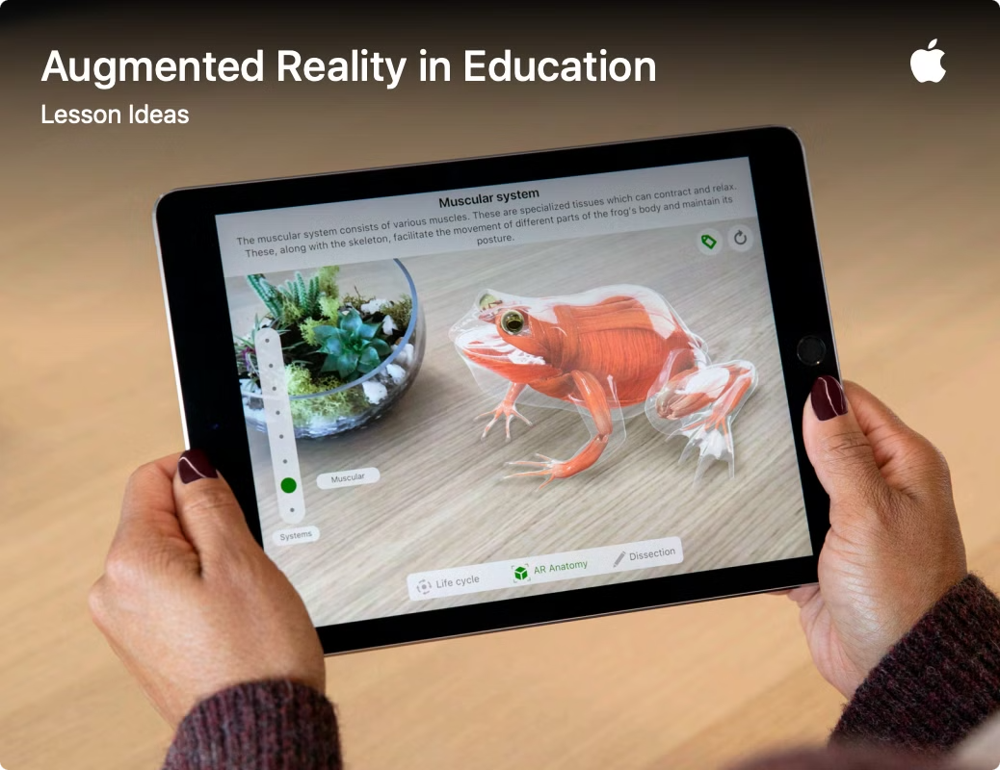 Augmented Reality in Education
Lesson Ideas
Muscular system
The muscular system consists of various muscles. These are specialized tissues which can contract and relax.
These, along with the skeleton, facilitate the movement of different parts of the frog's body and maintain its
posture.
Muscular
Systems
Life cycle
AR Anatomy
Dissection